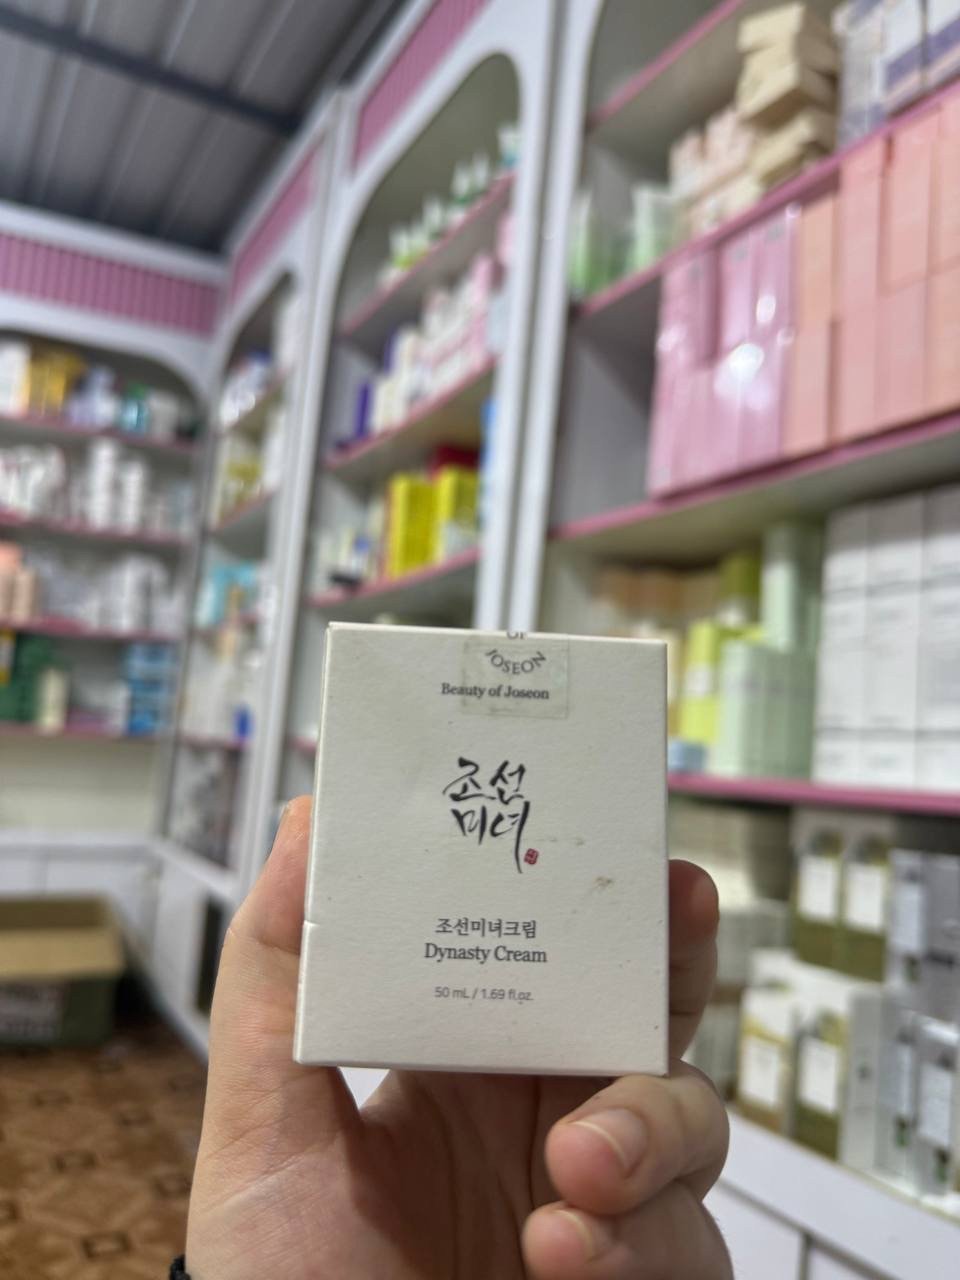 OF
JOSEON
Beauty of Joseon
조선
미녀
조선미녀크림
Dynasty Cream
50 mL / 1.69 fl.oz.